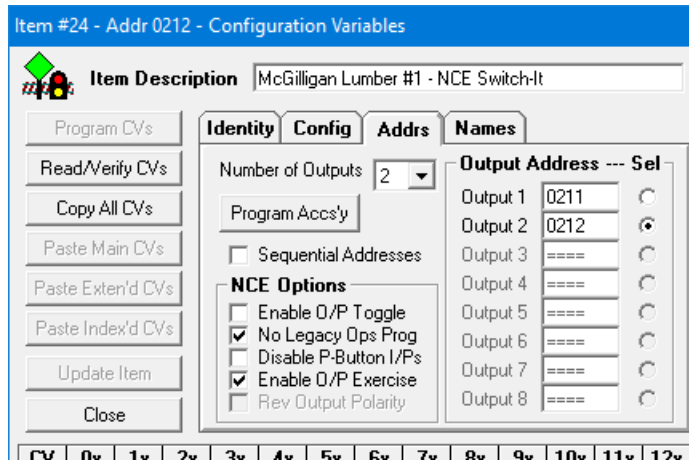 Item #24 - Addr 0212 - Configuration Variables
Item Description McGilligan Lumber #1 - NCE Switch-It
Program CVs
Read/Verify CVs
Copy All CVs
Paste Main CVs
Paste Exten'd CVs
Paste Index'd CVs
Update Item
Close
Identity Config Addrs Names
Number of Outputs 2
Program Accs'y
Sequential Addresses
NCE Options
Enable O/P Toggle
No Legacy Ops Prog
Disable P-Button I/Ps
Enable O/P Exercise
Rev Output Polarity
Output Address --- Sel
Output 1 0211
Output 2 0212
Output 3 ====
Output 4 ====
Output 5 ====
Output 6 ====
Output 7 ====
Output 8 ====
CV 0x 1x 2x 3x 4x 5x 6x 7x 8x 9x 10x 11x 12x